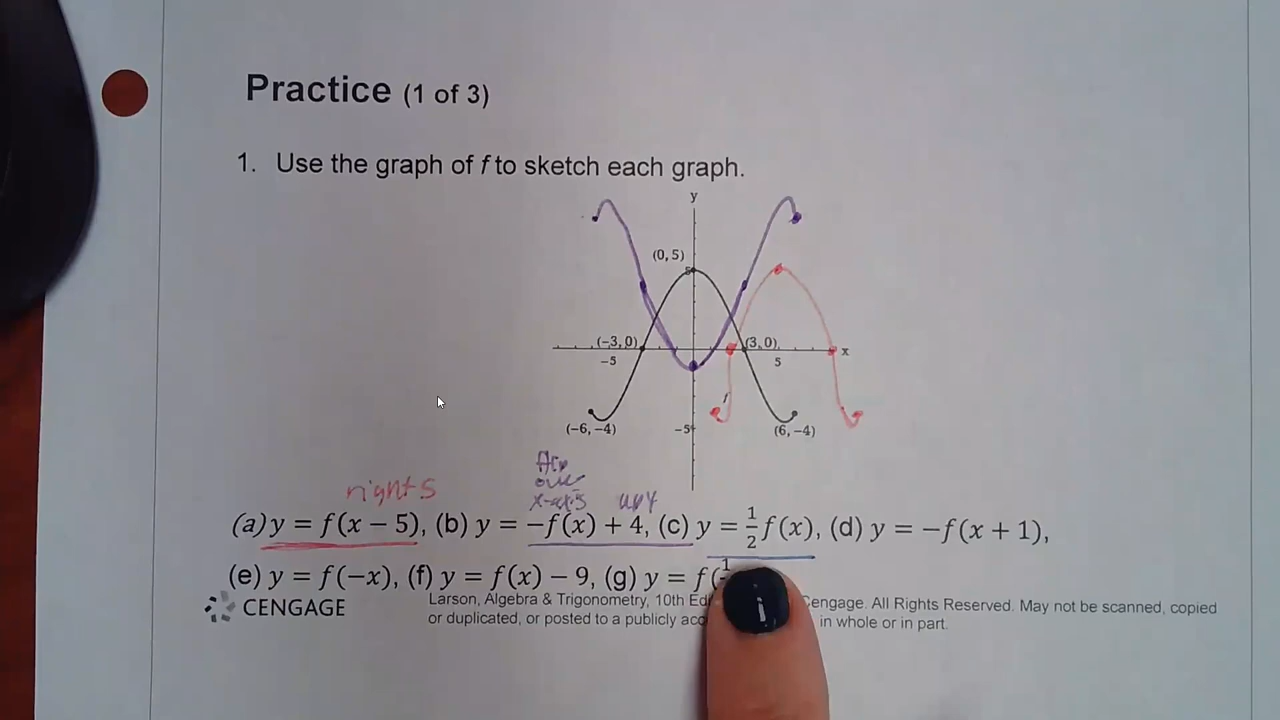 Practice (1 of 3)
1. Use the graph of f to sketch each graph.
y
(0, 5)
5
(−3, 0)
(3, 0)
x
−5
5
(−6, −4)
−5
(6, −4)
over
right 5
x-axis up 4
(a) y = f(x − 5), (b) y = −f(x) + 4, (c) y = 1/2 f(x), (d) y = −f(x + 1),
(e) y = f(−x), (f) y = f(x) − 9, (g) y = f(
CENGAGE
Larson, Algebra & Trigonometry, 10th Ed Cengage. All Rights Reserved. May not be scanned, copied
or duplicated, or posted to a publicly in whole or in part.